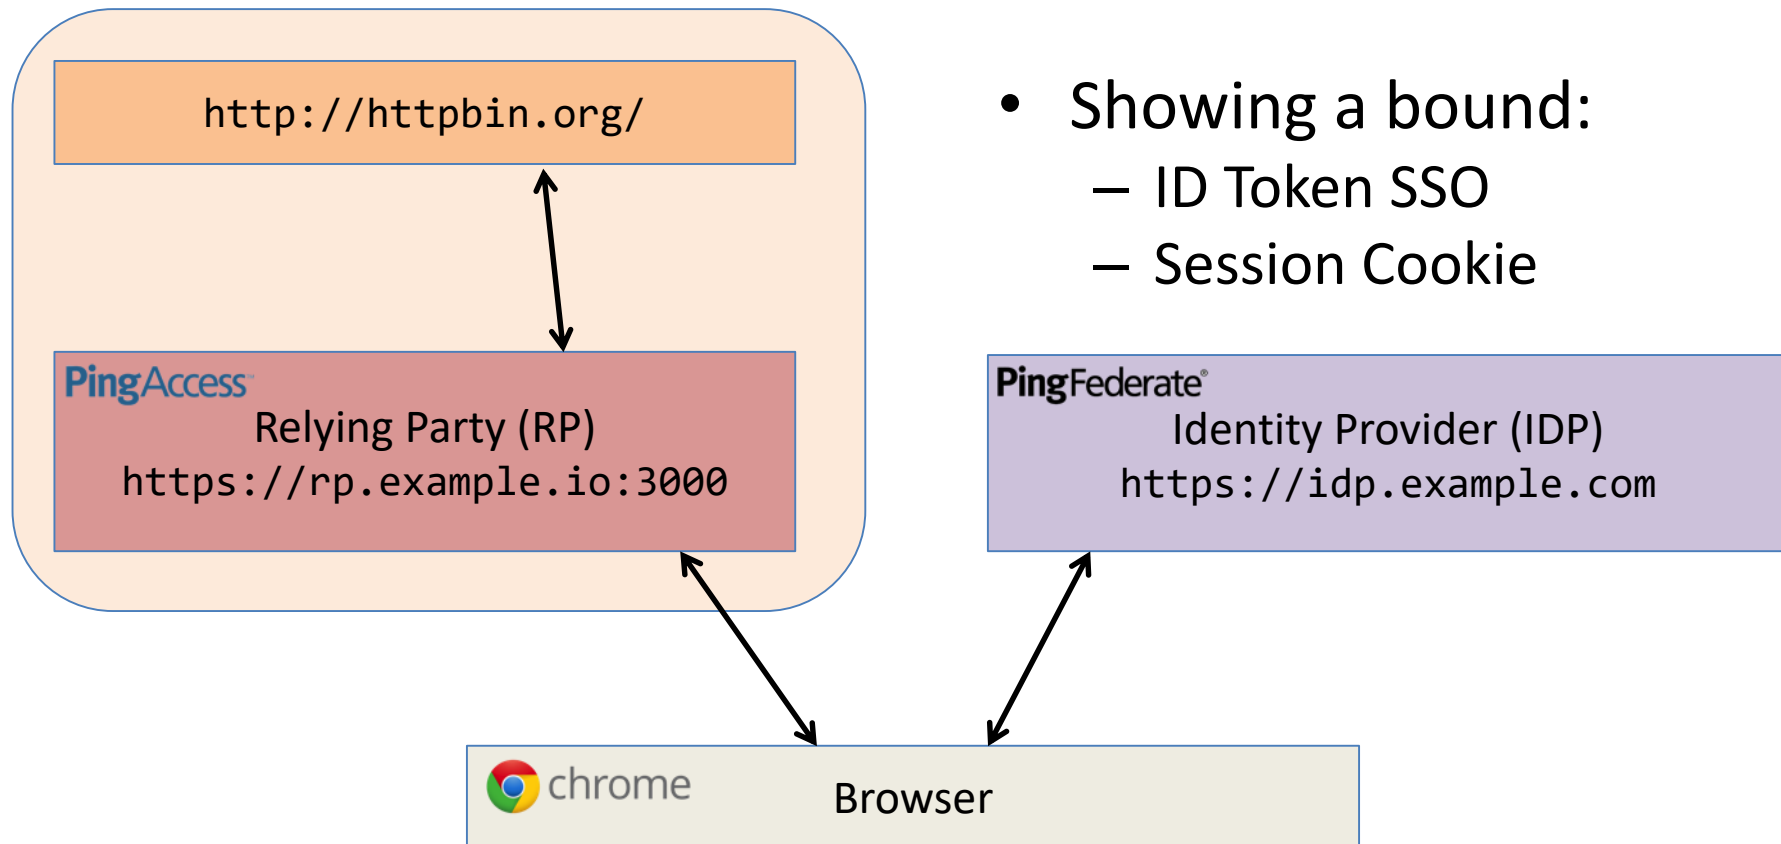 http://httpbin.org/
• Showing a bound:
– ID Token SSO
– Session Cookie
PingAccess™
Relying Party (RP)
https://rp.example.io:3000
PingFederate®
Identity Provider (IDP)
https://idp.example.com
chrome
Browser